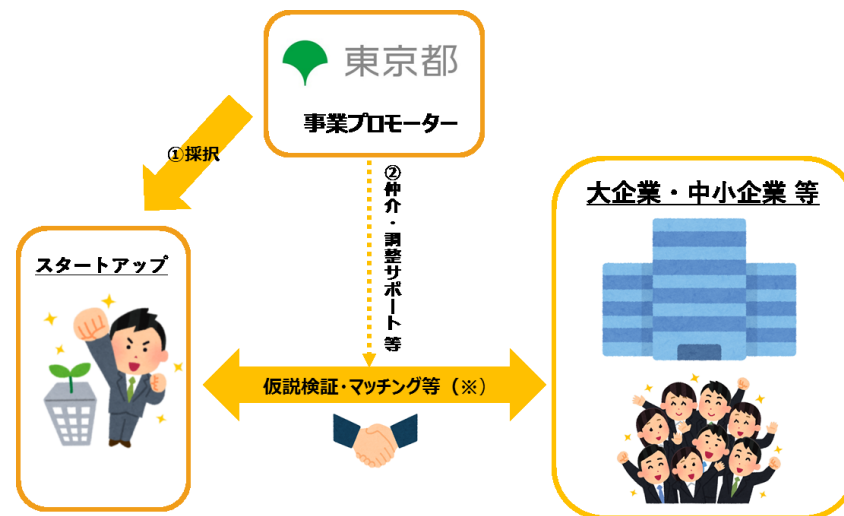 東京都
事業プロモーター
①採択
②仲介・調整サポート等
大企業・中小企業 等
スタートアップ
仮説検証・マッチング等（※）